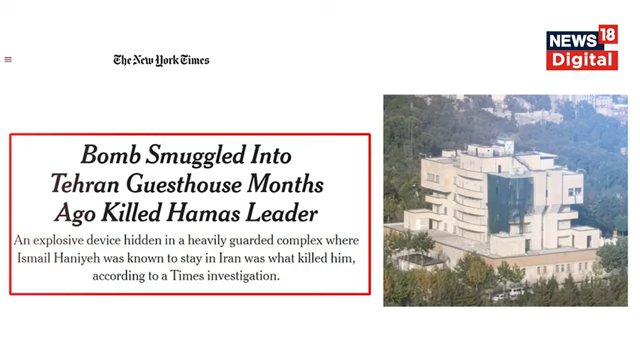 The New York Times
NEWS 18
Digital
Bomb Smuggled Into
Tehran Guesthouse Months
Ago Killed Hamas Leader
An explosive device hidden in a heavily guarded complex where
Ismail Haniyeh was known to stay in Iran was what killed him,
according to a Times investigation.